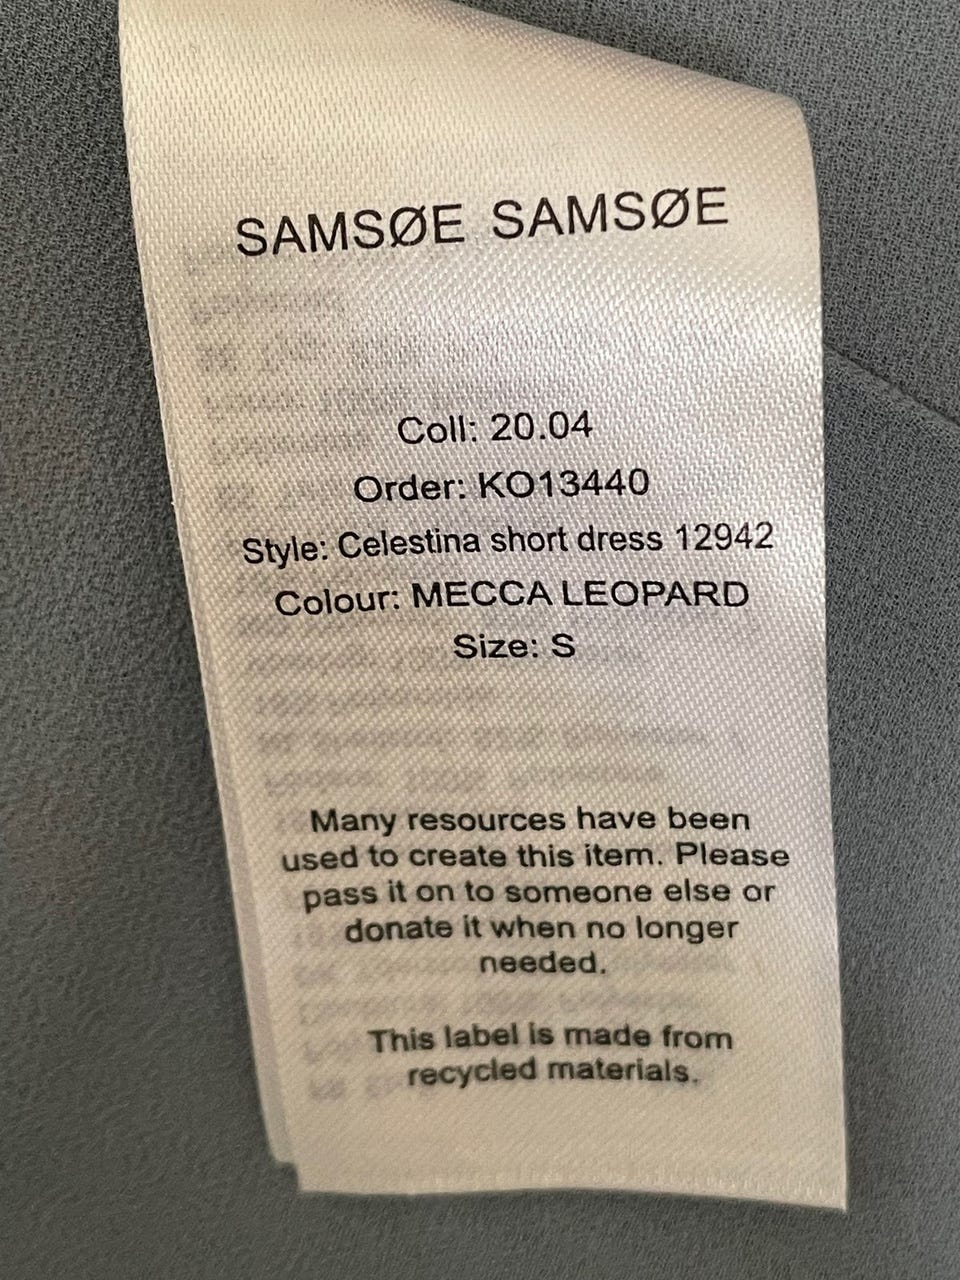 SAMSØE SAMSØE
Coll: 20.04
Order: KO13440
Style: Celestina short dress 12942
Colour: MECCA LEOPARD
Size: S
Many resources have been
used to create this item. Please
pass it on to someone else or
donate it when no longer
needed.
This label is made from
recycled materials.